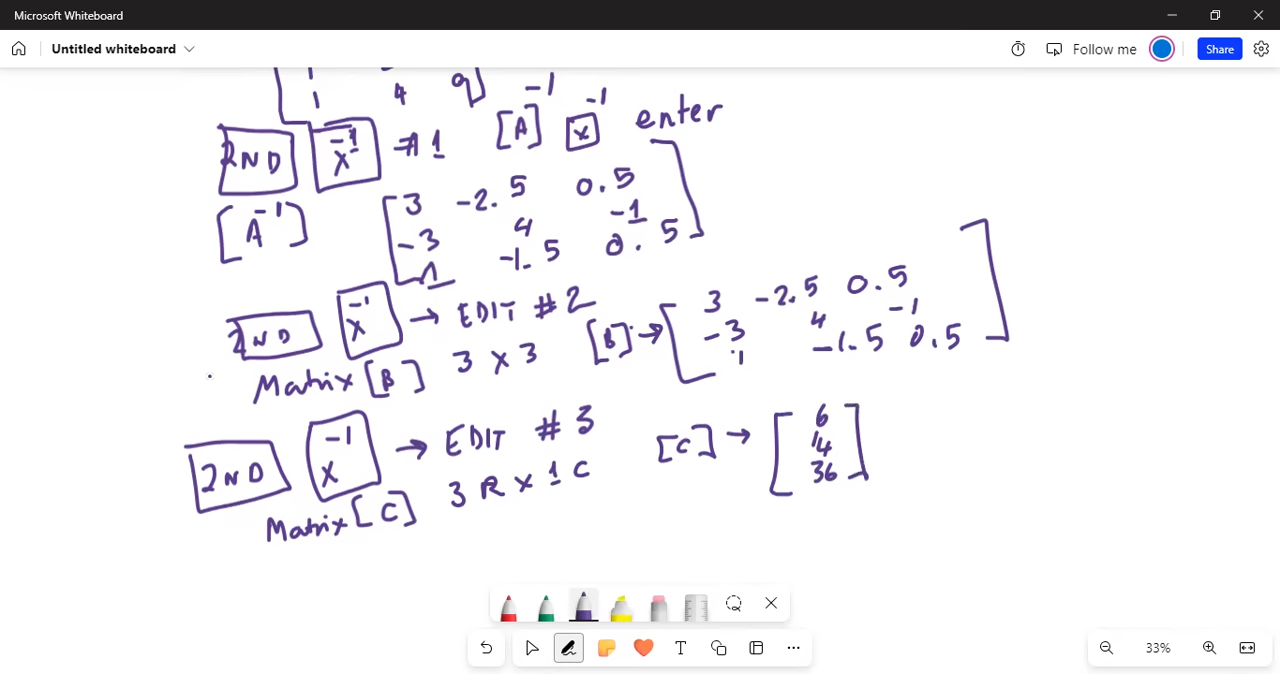 Microsoft Whiteboard
Untitled whiteboard
Follow me
Share
1
1 4 9
2ND x⁻¹ #1 [A]⁻¹ x⁻¹ enter
[A⁻¹] [3 -2.5 0.5
-3 4 -1
1 -1.5 0.5]
2ND x⁻¹ → EDIT #2
Matrix [B] 3 x 3 [B] → [3 -2.5 0.5
-3 4 -1
1 -1.5 0.5]
2ND x⁻¹ → EDIT #3
Matrix [C] 3 R x 1 C [C] → [6
14
36]
33%